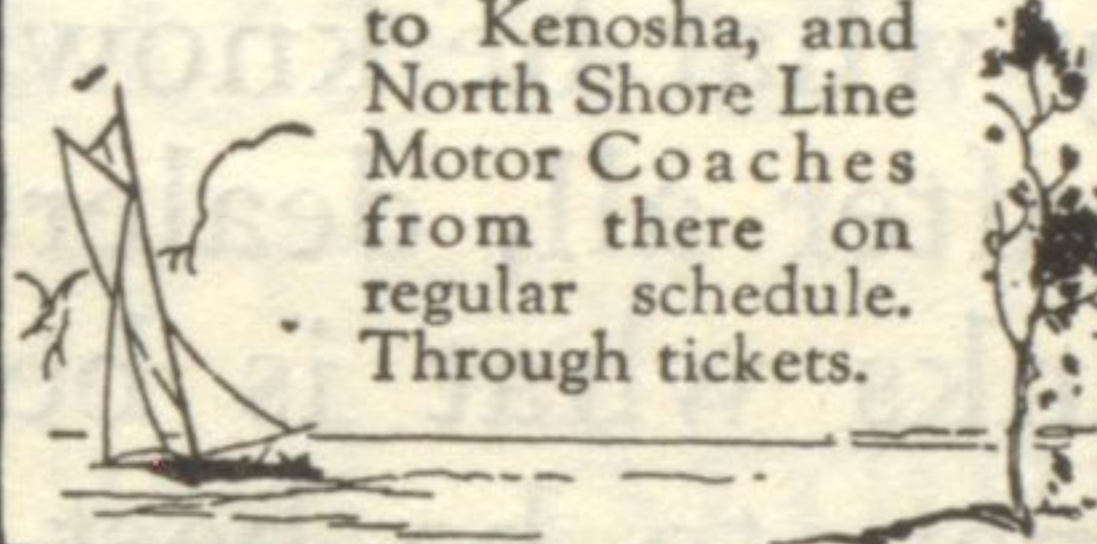 to Kenosha, and
North Shore Line
Motor Coaches
from there on
regular schedule.
Through tickets.